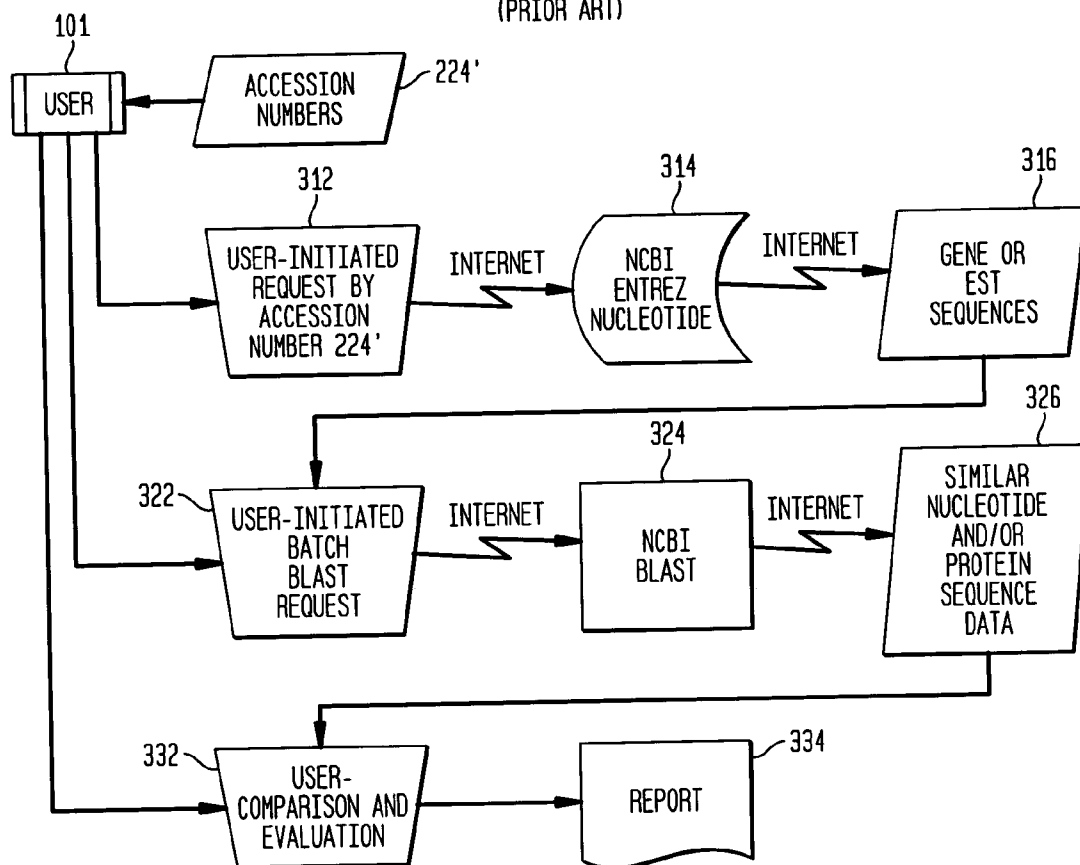 (PRIOR ART)
101
USER
ACCESSION
NUMBERS
224'
312
USER-INITIATED
REQUEST BY
ACCESSION
NUMBER 224'
INTERNET
314
NCBI
ENTREZ
NUCLEOTIDE
INTERNET
316
GENE OR
EST
SEQUENCES
322
USER-INITIATED
BATCH
BLAST
REQUEST
INTERNET
324
NCBI
BLAST
INTERNET
326
SIMILAR
NUCLEOTIDE
AND/OR
PROTEIN
SEQUENCE
DATA
332
USER-
COMPARISON AND
EVALUATION
334
REPORT